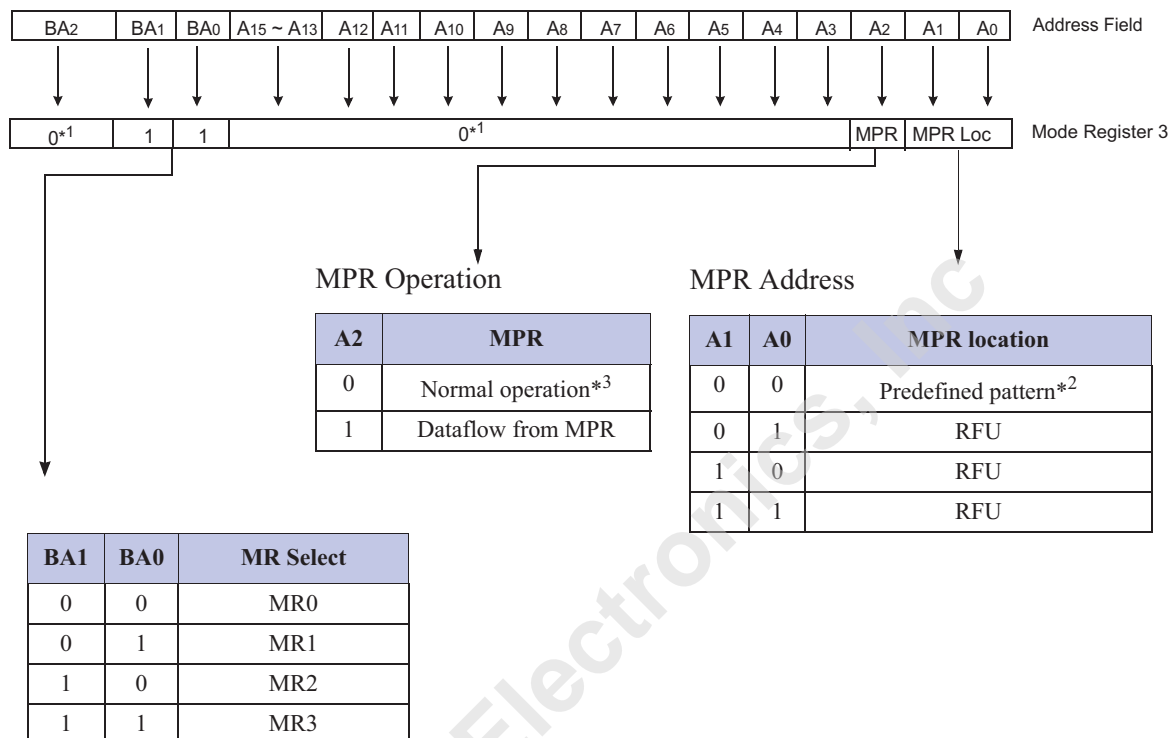 BA2 BA1 BA0 A15 ~ A13 A12 A11 A10 A9 A8 A7 A6 A5 A4 A3 A2 A1 A0 Address Field
0*1 1 1 0*1 MPR MPR Loc Mode Register 3
MPR Operation
A2 MPR
0 Normal operation*3
1 Dataflow from MPR
MPR Address
A1 A0 MPR location
0 0 Predefined pattern*2
0 1 RFU
1 0 RFU
1 1 RFU
BA1 BA0 MR Select
0 0 MR0
0 1 MR1
1 0 MR2
1 1 MR3
Electronics, Inc